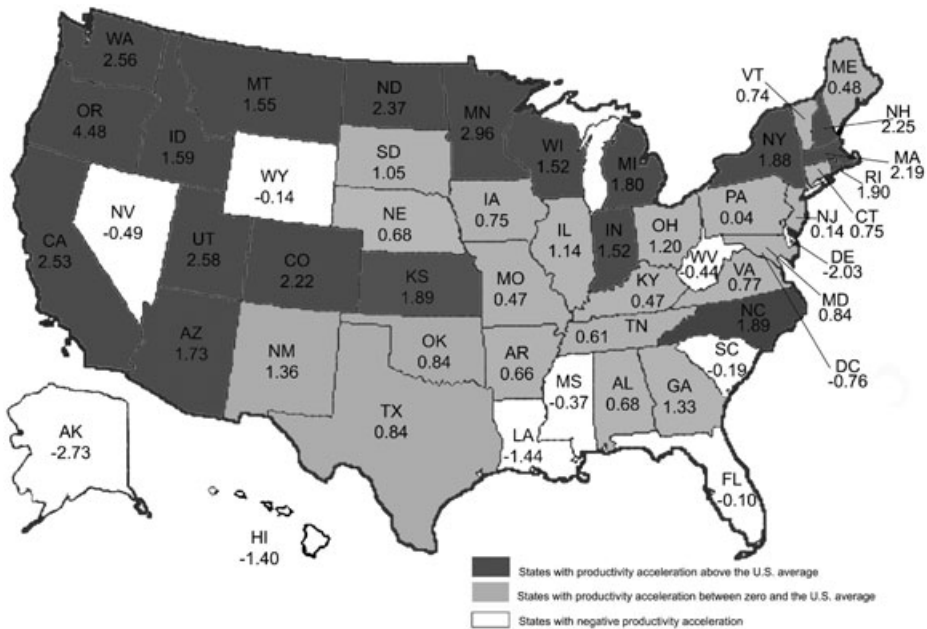 WA
2.56
OR
4.48
CA
2.53
NV
-0.49
ID
1.59
MT
1.55
WY
-0.14
UT
2.58
AZ
1.73
CO
2.22
NM
1.36
ND
2.37
SD
1.05
NE
0.68
KS
1.89
OK
0.84
TX
0.84
MN
2.96
IA
0.75
MO
0.47
AR
0.66
LA
-1.44
WI
1.52
IL
1.14
MI
1.80
IN
1.52
OH
1.20
KY
0.47
TN
0.61
MS
-0.37
AL
0.68
GA
1.33
FL
-0.10
SC
-0.19
NC
1.89
VA
0.77
WV
-0.44
PA
0.04
NY
1.88
VT
0.74
ME
0.48
NH
2.25
MA
2.19
RI
1.90
CT
0.75
NJ
0.14
DE
-2.03
MD
0.84
DC
-0.76
AK
-2.73
HI
-1.40
States with productivity acceleration above the U.S. average
States with productivity acceleration between zero and the U.S. average
States with negative productivity acceleration